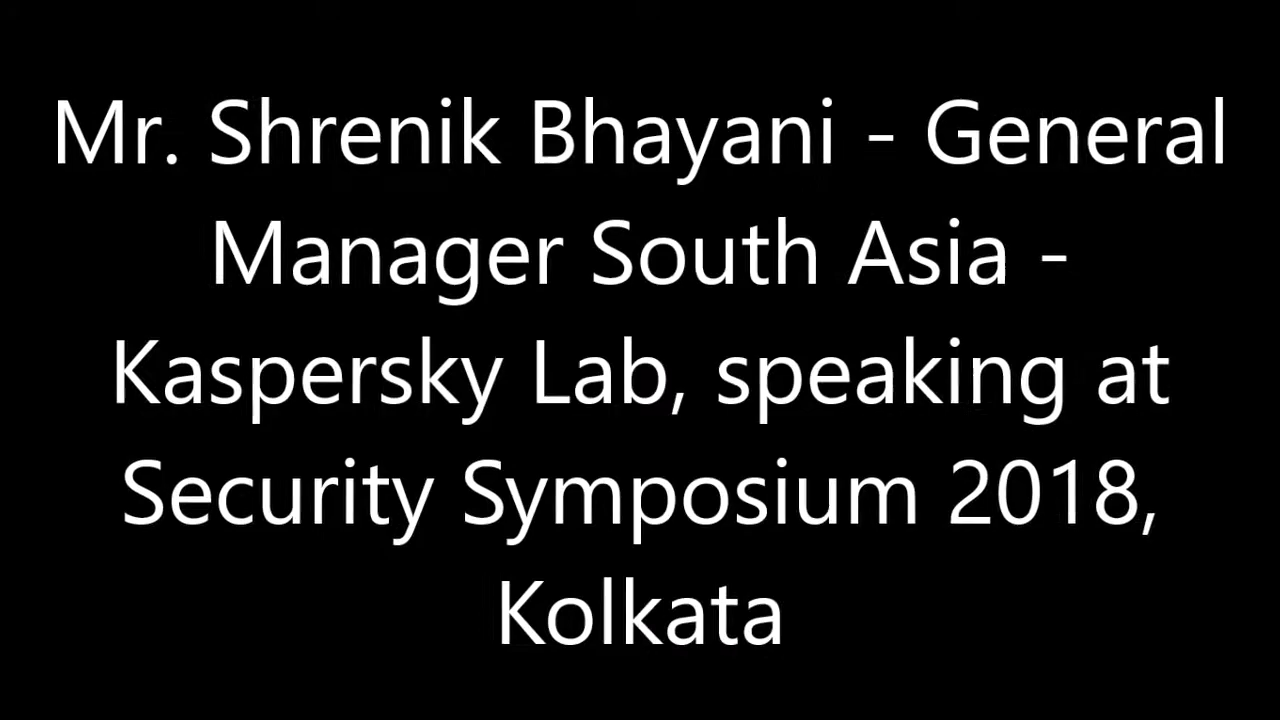 Mr. Shrenik Bhayani - General
Manager South Asia -
Kaspersky Lab, speaking at
Security Symposium 2018,
Kolkata